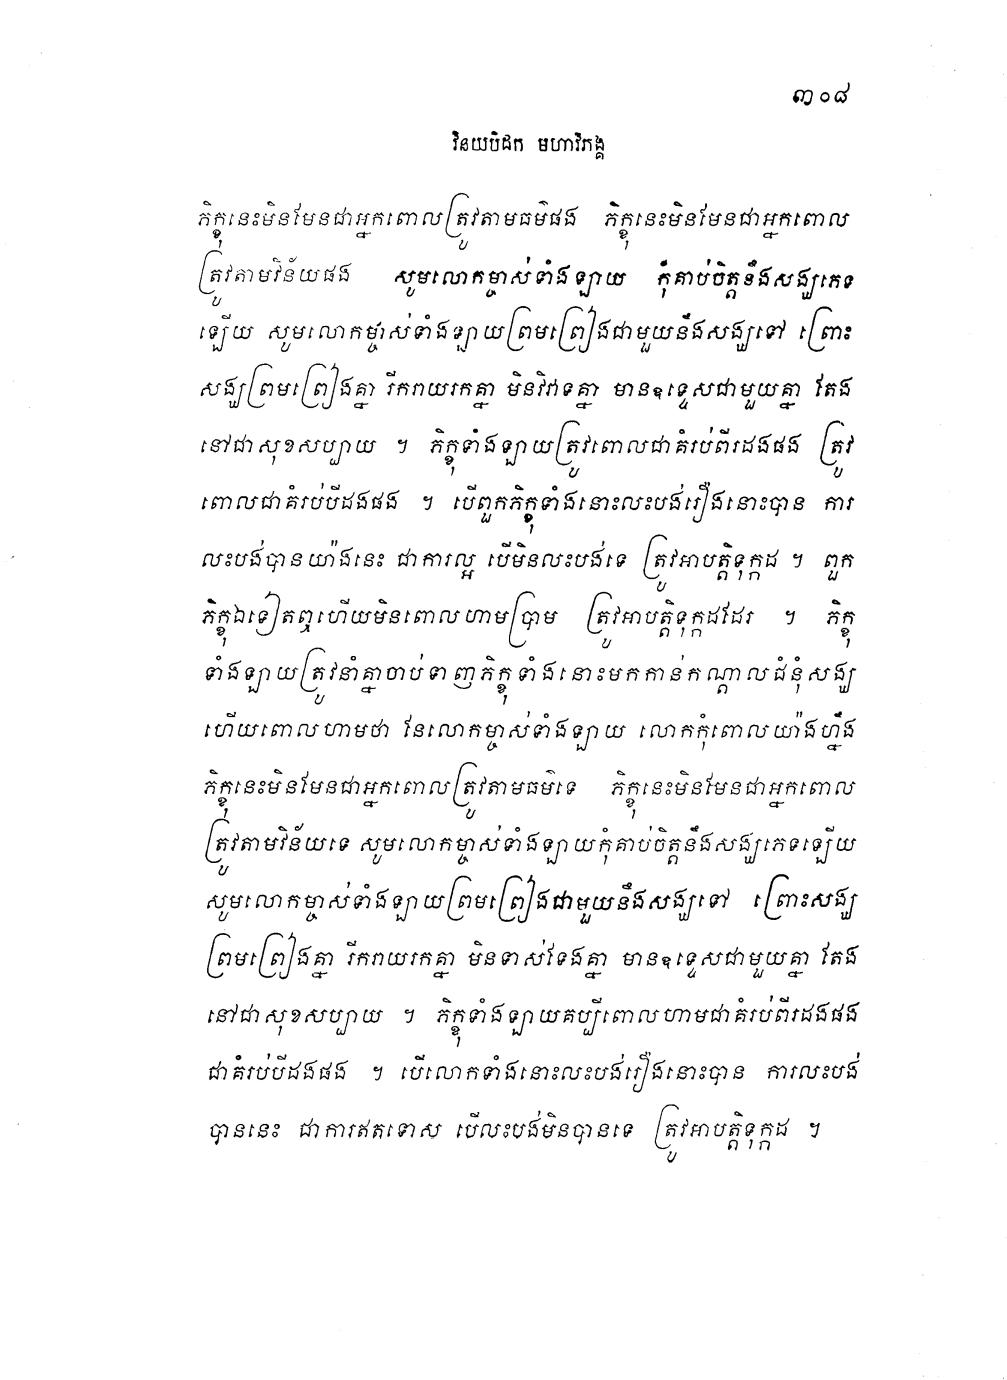 ៣០៨
វិនយបិដក មហាវិភង្គ
ភិក្ខុនេះមិនមែនជាអ្នកពោលត្រូវតាមធម៌ផង ភិក្ខុនេះមិនមែនជាអ្នកពោល
ត្រូវតាមវិន័យផង សូមលោកម្ចាស់ទាំងឡាយ កុំគាប់ចិត្តនឹងសង្ឃភេទ
ឡើយ សូមលោកម្ចាស់ទាំងឡាយព្រមព្រៀងជាមួយនឹងសង្ឃទៅ ព្រោះ
សង្ឃព្រមព្រៀងគ្នា រីករាយរកគ្នា មិនវិវាទគ្នា មានឧទ្ទេសជាមួយគ្នា តែង
នៅជាសុខសប្បាយ ។ ភិក្ខុទាំងឡាយត្រូវពោលជាគំរប់ពីរដងផង ត្រូវ
ពោលជាគំរប់បីដងផង ។ បើពួកភិក្ខុទាំងនោះលះបង់រឿងនោះបាន ការ
លះបង់បានយ៉ាងនេះ ជាការល្អ បើមិនលះបង់ទេ ត្រូវអាបត្តិទុក្កដ ។ ពួក
ភិក្ខុឯទៀតឮហើយមិនពោលហាមប្រាម ត្រូវអាបត្តិទុក្កដដែរ ។ ភិក្ខុ
ទាំងឡាយត្រូវនាំគ្នាចាប់ទាញភិក្ខុទាំងនោះមកកាន់កណ្តាលជំនុំសង្ឃ
ហើយពោលហាមថា នែលោកម្ចាស់ទាំងឡាយ លោកកុំពោលយ៉ាងហ្នឹង
ភិក្ខុនេះមិនមែនជាអ្នកពោលត្រូវតាមធម៌ទេ ភិក្ខុនេះមិនមែនជាអ្នកពោល
ត្រូវតាមវិន័យទេ សូមលោកម្ចាស់ទាំងឡាយកុំគាប់ចិត្តនឹងសង្ឃភេទឡើយ
សូមលោកម្ចាស់ទាំងឡាយព្រមព្រៀងជាមួយនឹងសង្ឃទៅ ព្រោះសង្ឃ
ព្រមព្រៀងគ្នា រីករាយរកគ្នា មិនទាស់ទែងគ្នា មានឧទ្ទេសជាមួយគ្នា តែង
នៅជាសុខសប្បាយ ។ ភិក្ខុទាំងឡាយគប្បីពោលហាមជាគំរប់ពីរដងផង
ជាគំរប់បីដងផង ។ បើលោកទាំងនោះលះបង់រឿងនោះបាន ការលះបង់
បាននេះ ជាការឥតទោស បើលះបង់មិនបានទេ ត្រូវអាបត្តិទុក្កដ ។